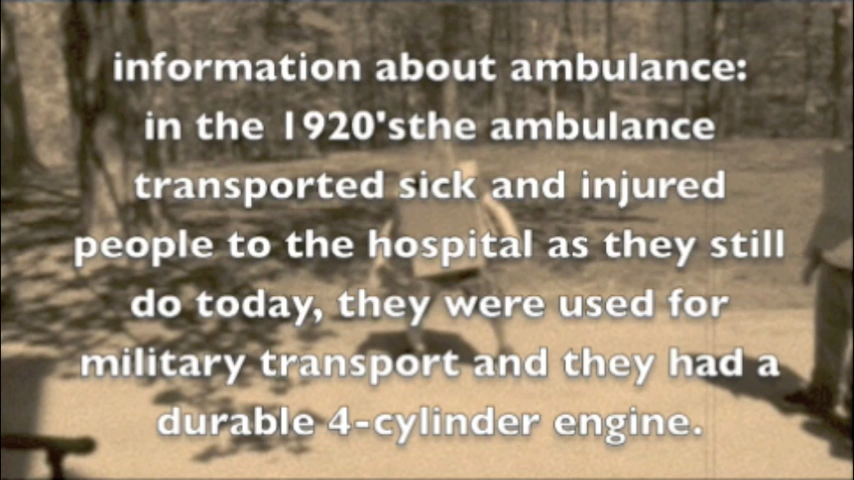 information about ambulance:
in the 1920'sthe ambulance
transported sick and injured
people to the hospital as they still
do today, they were used for
military transport and they had a
durable 4-cylinder engine.